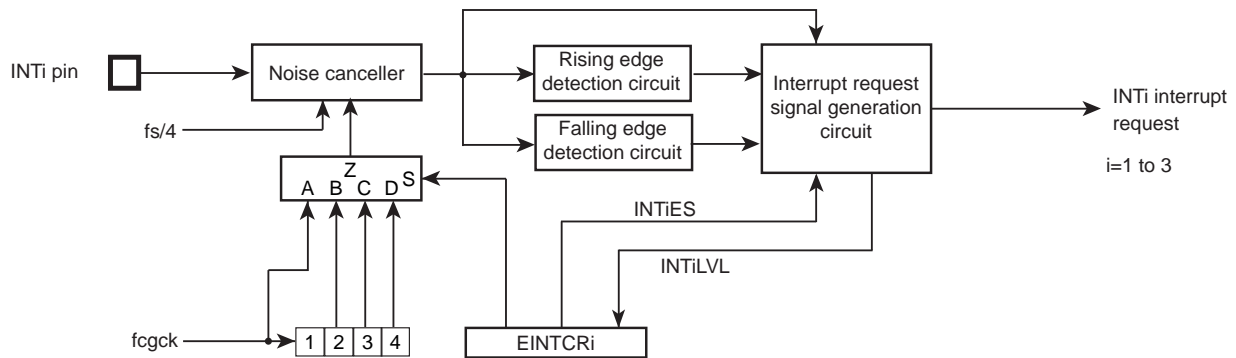 INTi pin
Noise canceller
Rising edge
detection circuit
Falling edge
detection circuit
Interrupt request
signal generation
circuit
INTi interrupt
request
i=1 to 3
fs/4
Z
A B C D S
INTiES
INTiLVL
fcgck
1 2 3 4
EINTCRi